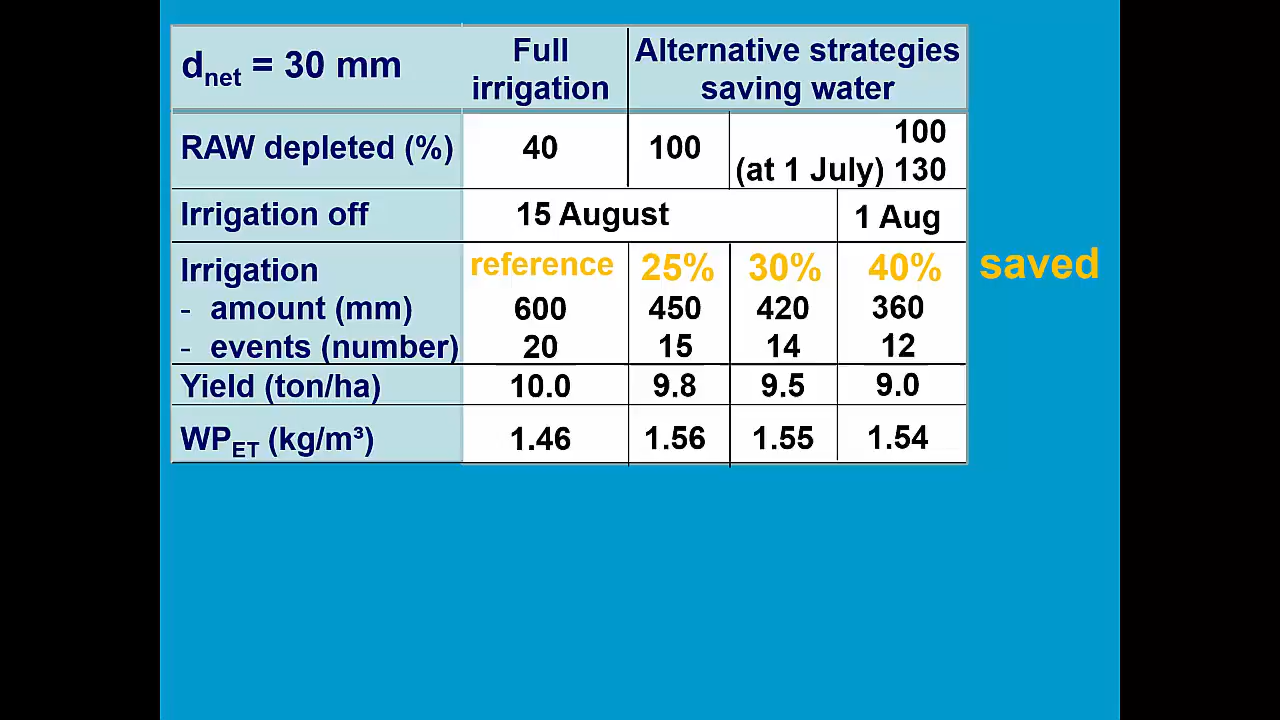 dnet = 30 mm
Full irrigation
Alternative strategies saving water
RAW depleted (%) 40 100 100
(at 1 July) 130
Irrigation off 15 August 1 Aug
Irrigation reference 25% 30% 40% saved
- amount (mm) 600 450 420 360
- events (number) 20 15 14 12
Yield (ton/ha) 10.0 9.8 9.5 9.0
WPET (kg/m³) 1.46 1.56 1.55 1.54